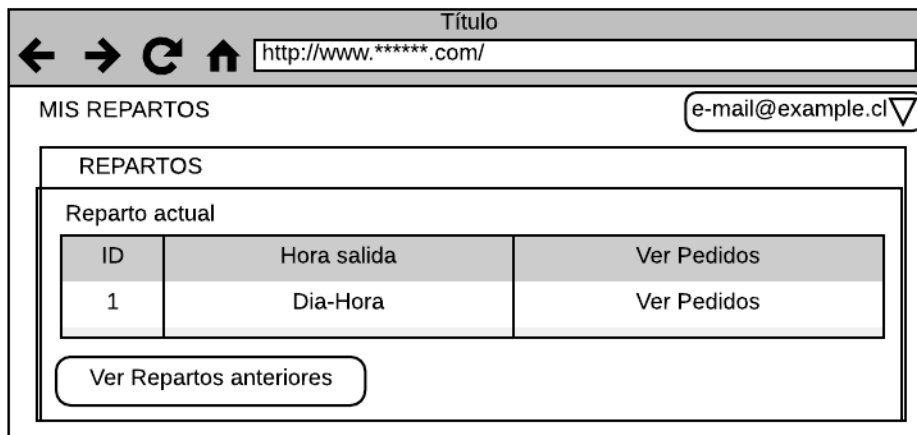 Título
http://www.******.com/
MIS REPARTOS
e-mail@example.cl
REPARTOS
Reparto actual
ID Hora salida Ver Pedidos
1 Dia-Hora Ver Pedidos
Ver Repartos anteriores